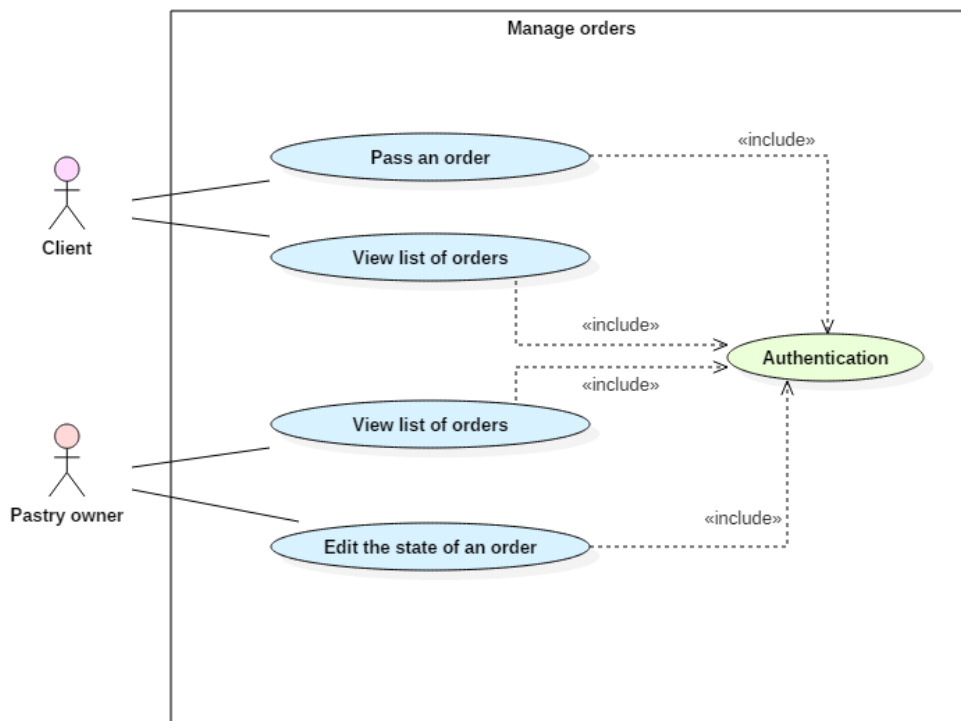 Manage orders
«include»
Pass an order
Client
View list of orders
«include»
Authentication
«include»
View list of orders
Pastry owner
«include»
Edit the state of an order